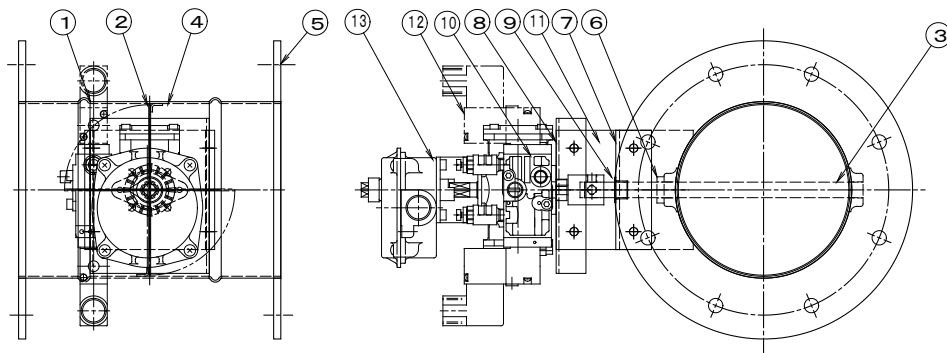 ① ② ④ ⑤ ⑬ ⑫ ⑩ ⑧ ⑨ ⑪ ⑦ ⑥ ③